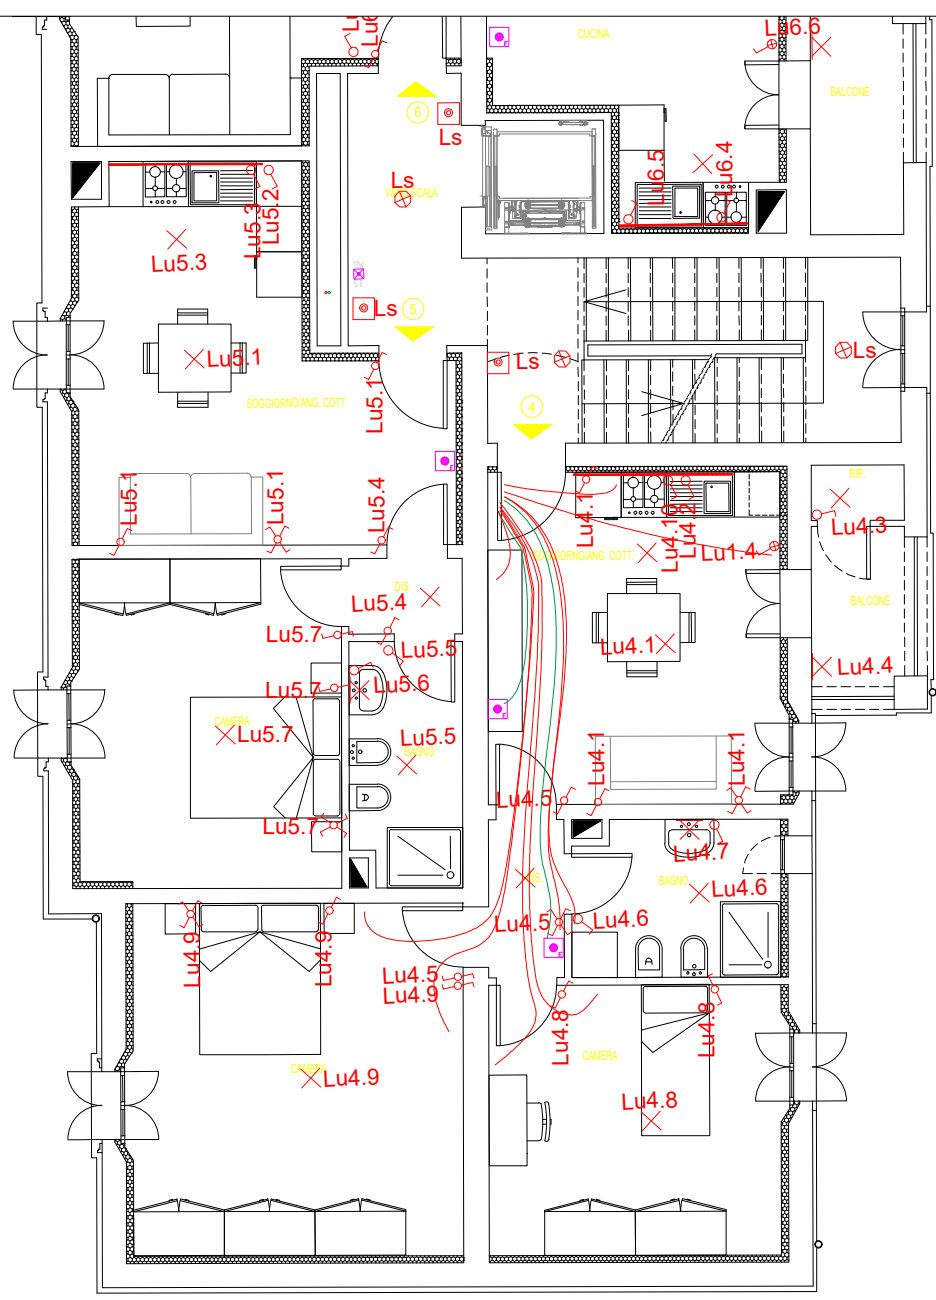 Lu6.6
CUCINA
BALCONE
6
Ls
Lu6.5
Lu6.4
Ls
Lu5.3
Lu5.2
Lu5.3
Ls
5
Ls
Ls
Lu5.1
Lu5.1
SOGGIORNO/ANG. COTT.
4
E
Lu5.1
Lu5.1
Lu5.4
Lu4.1
Lu4.2
RIP
Lu4.3
Lu1.4
DIS.
Lu5.4
BALCONE
Lu5.7
Lu5.5
Lu4.1
Lu4.4
Lu5.7
Lu5.6
CAMERA
Lu5.7
Lu5.5
BAGNO
E
Lu4.1
Lu4.1
Lu5.7
Lu4.5
Lu4.7
BAGNO
Lu4.6
Lu4.9
Lu4.9
Lu4.5
Lu4.6
E
Lu4.5
Lu4.9
Lu4.8
Lu4.8
CAMERA
CAMERA
Lu4.9
Lu4.8